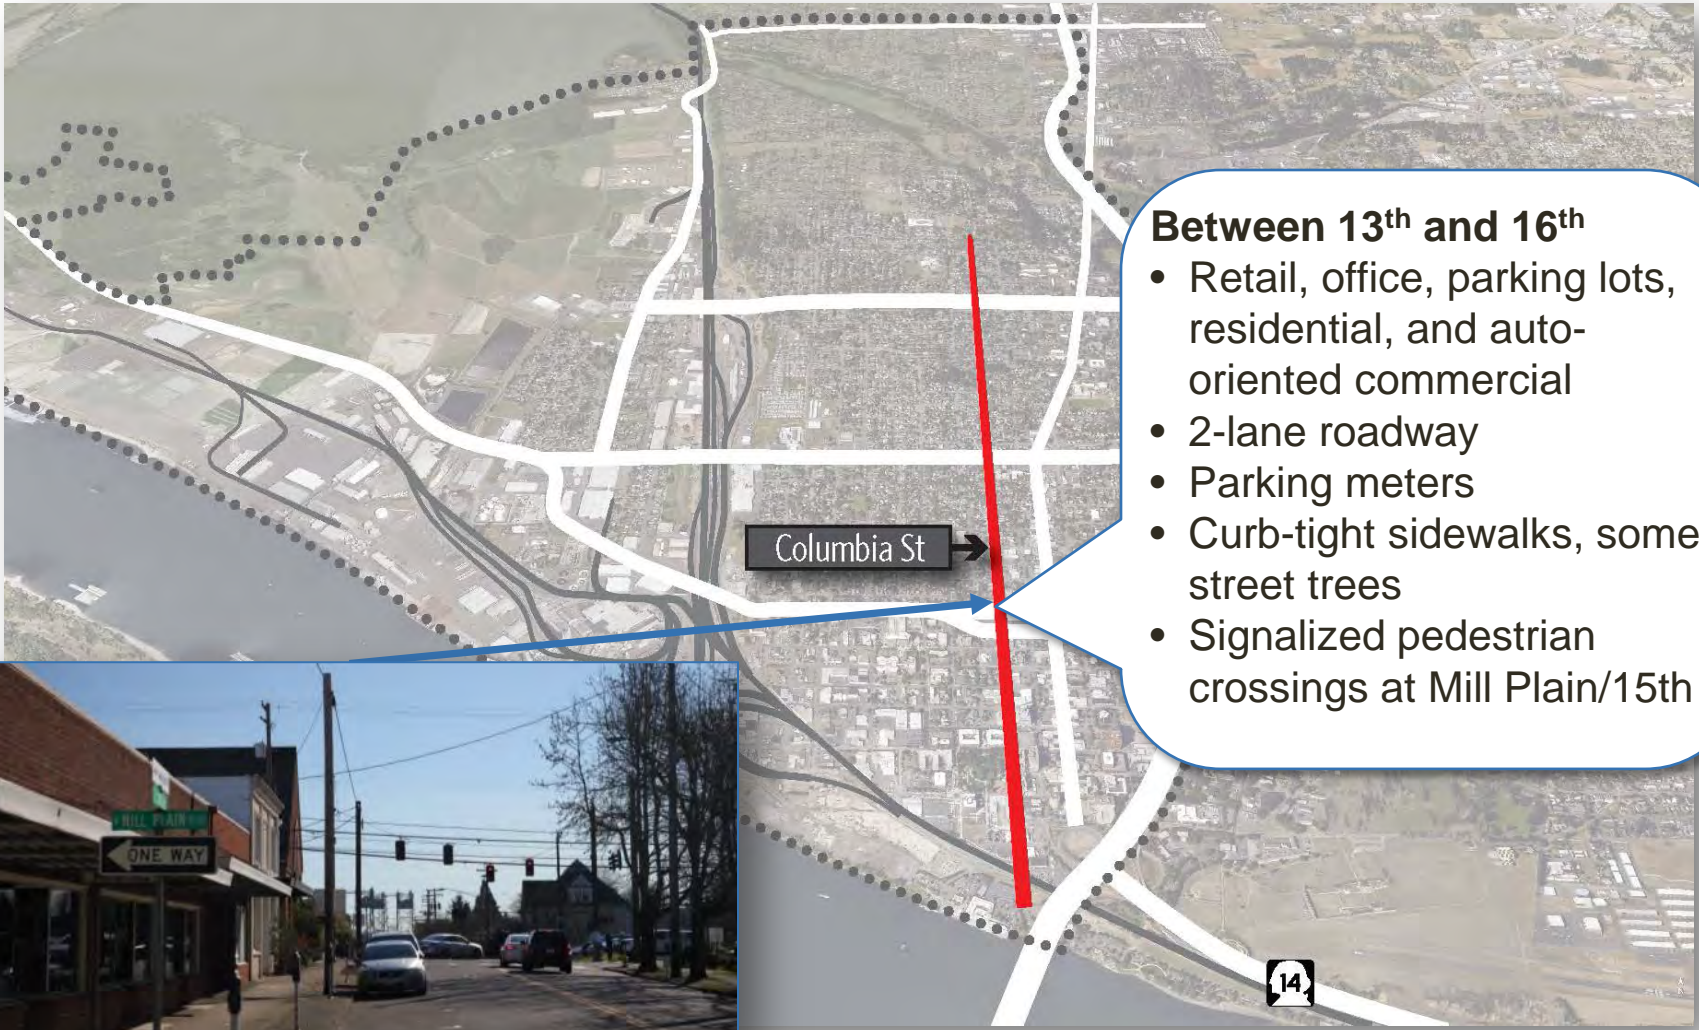 Between 13th and 16th
• Retail, office, parking lots,
residential, and auto-
oriented commercial
• 2-lane roadway
• Parking meters
• Curb-tight sidewalks, some
street trees
• Signalized pedestrian
crossings at Mill Plain/15th
Columbia St
MILL PLAIN
ONE WAY
14